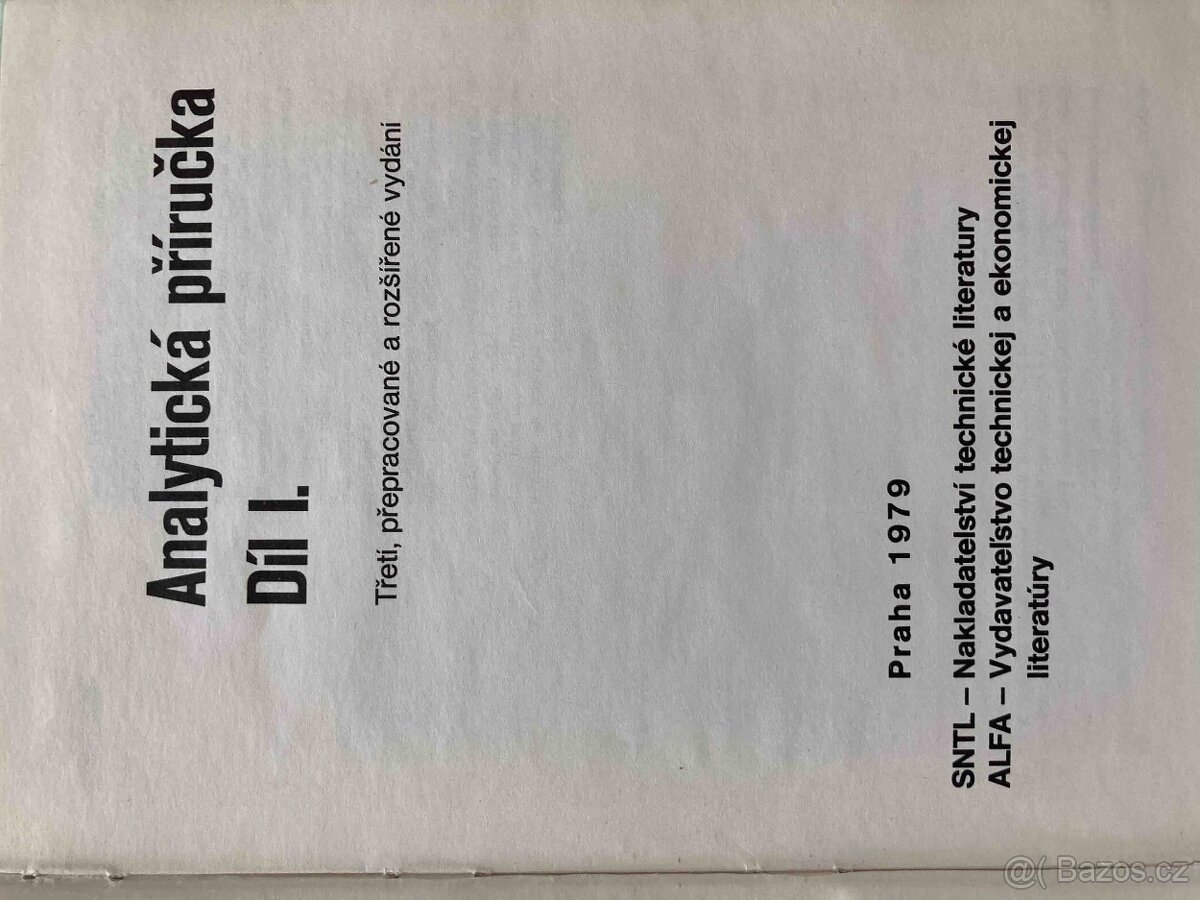 Analytická příručka
Díl I.
Třetí, přepracované a rozšířené vydání
Praha 1979
SNTL – Nakladatelství technické literatury
ALFA – Vydavateľstvo technickej a ekonomickej
literatúry
@( Bazos.cz